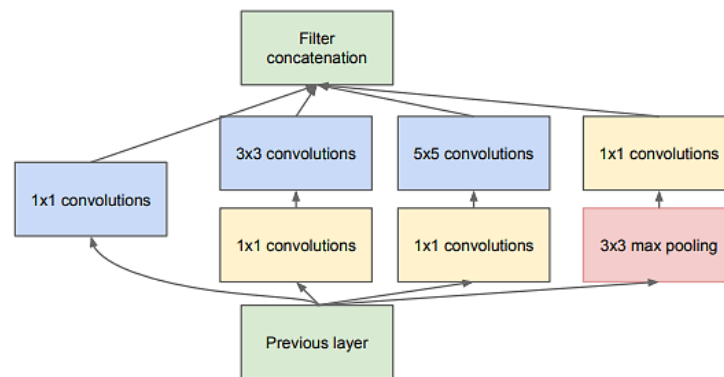 Filter
concatenation
3x3 convolutions
5x5 convolutions
1x1 convolutions
1x1 convolutions
1x1 convolutions
1x1 convolutions
3x3 max pooling
Previous layer